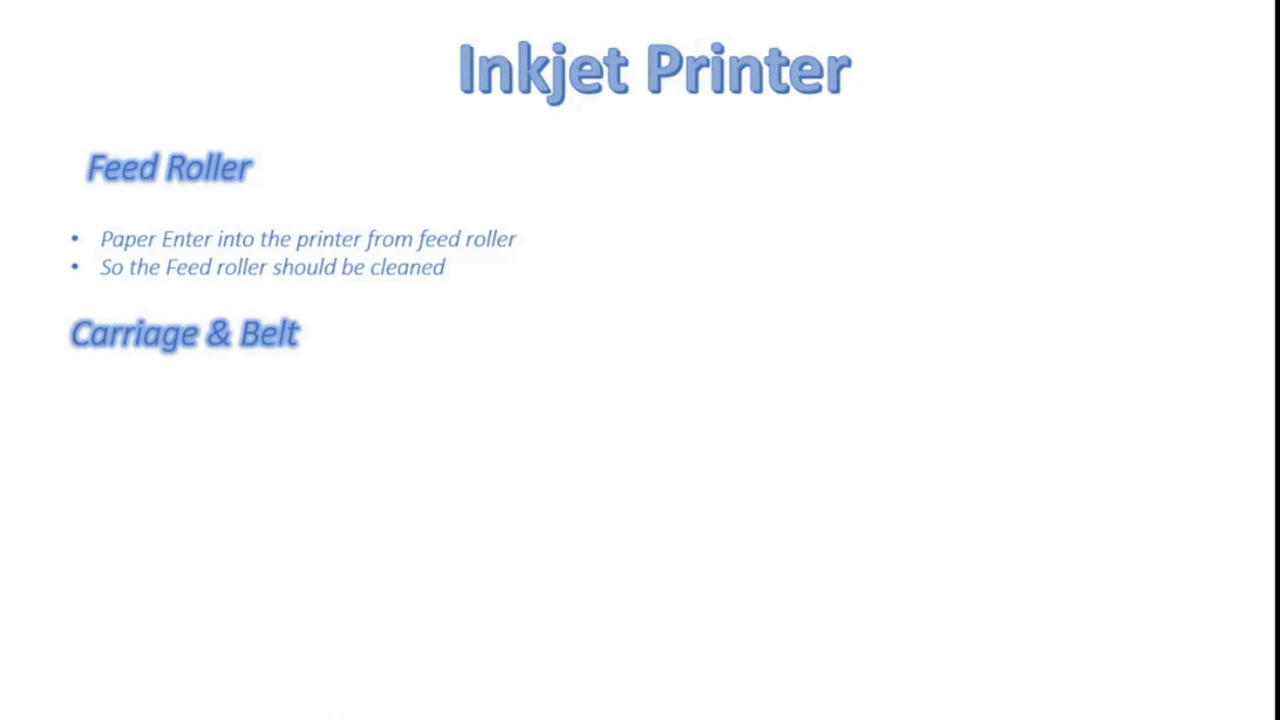 Inkjet Printer
Feed Roller
• Paper Enter into the printer from feed roller
• So the Feed roller should be cleaned
Carriage & Belt